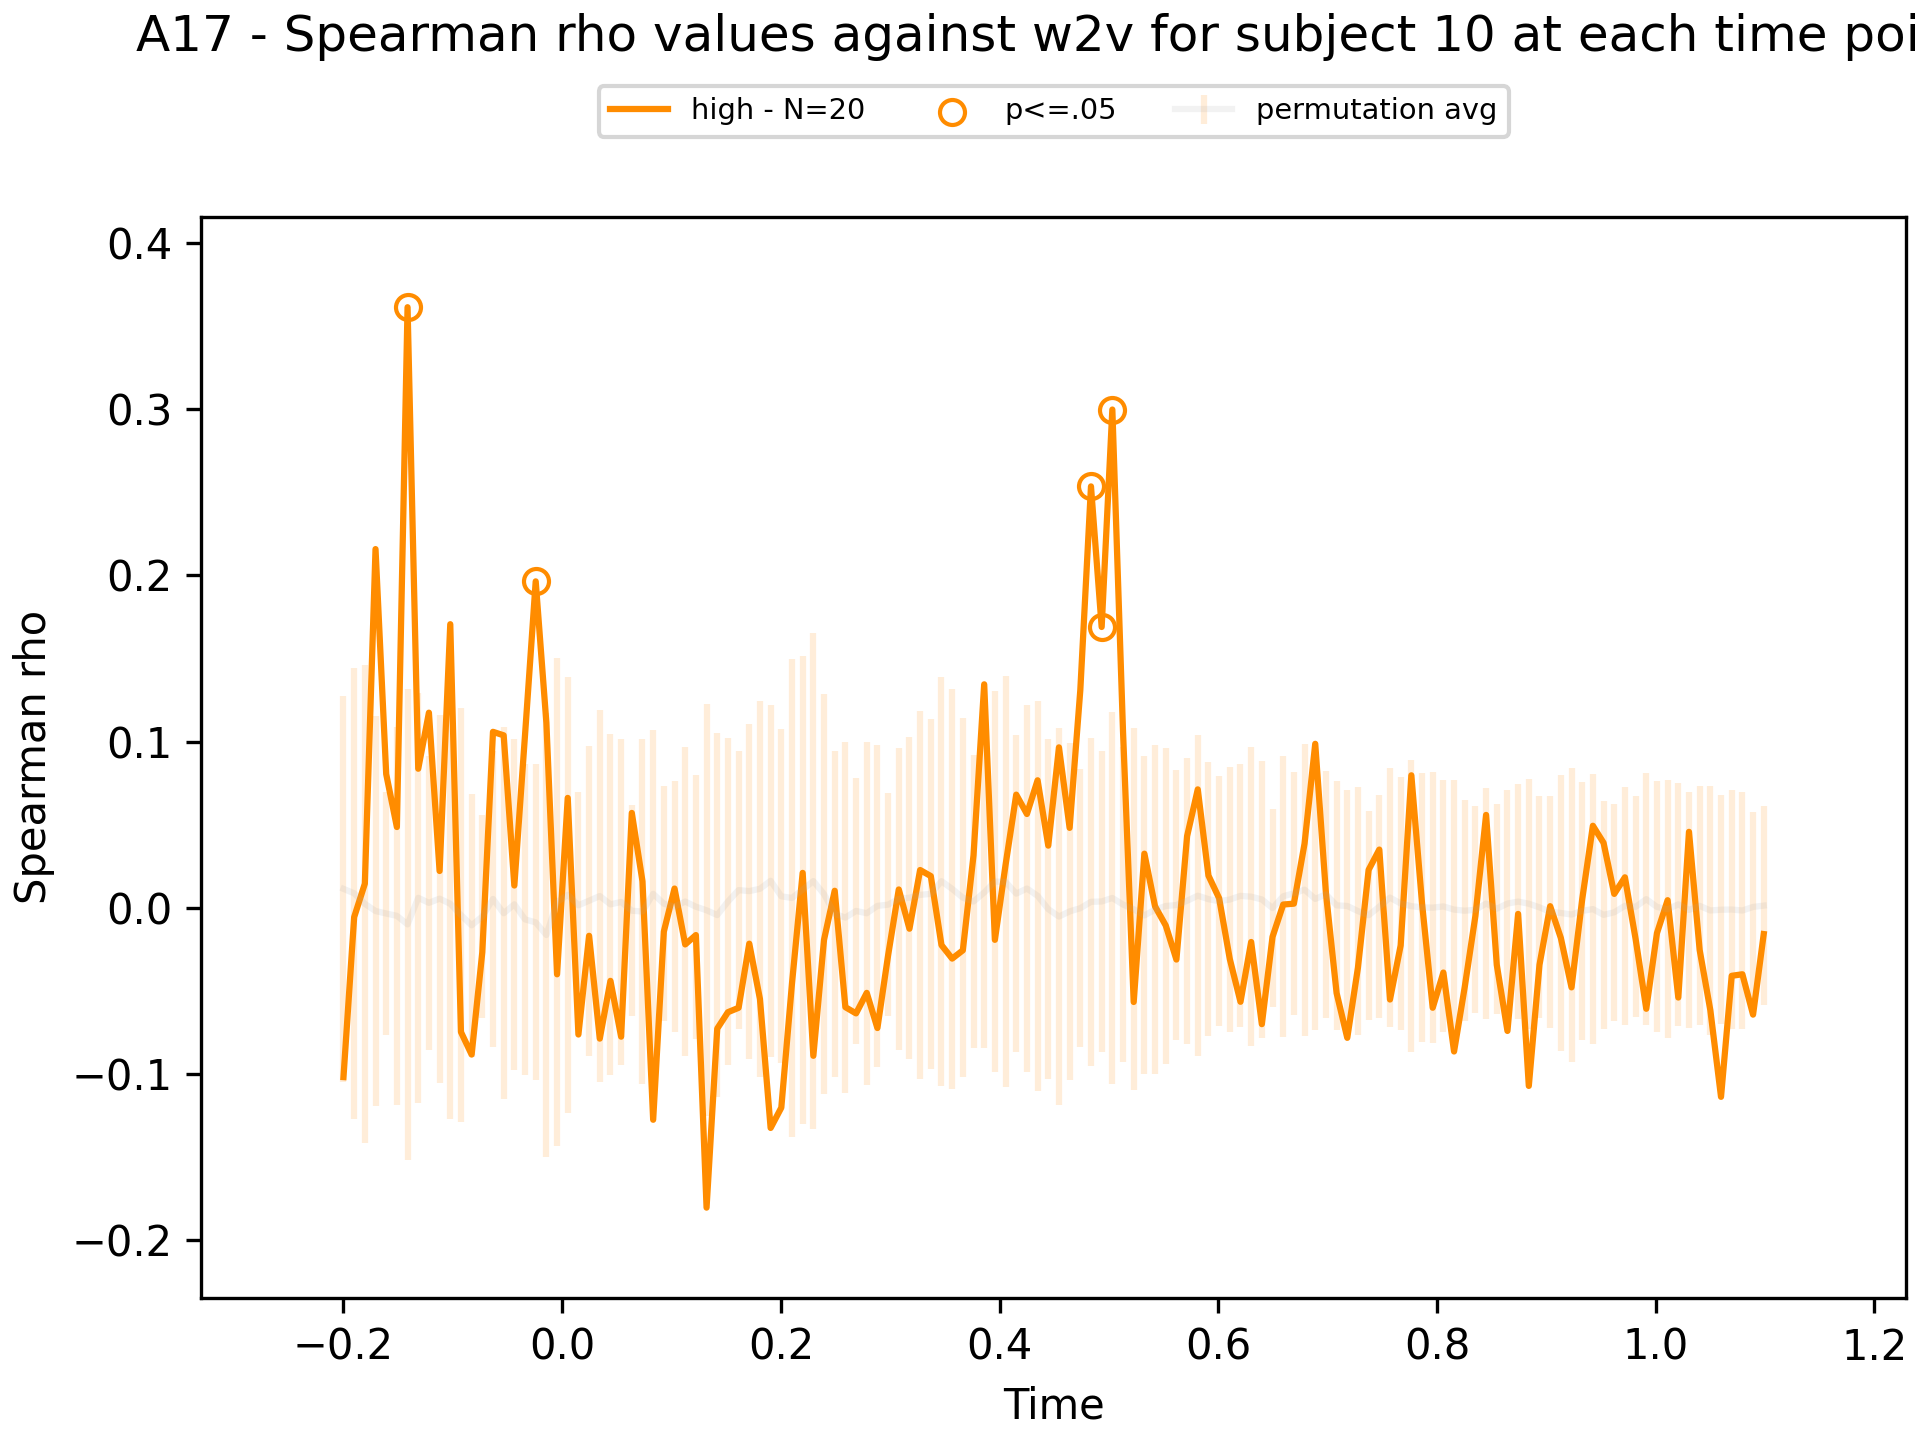 A17 - Spearman rho values against w2v for subject 10 at each time poi
high - N=20 p<=.05 permutation avg
0.4
0.3
0.2
0.1
0.0
−0.1
−0.2
Spearman rho
−0.2 0.0 0.2 0.4 0.6 0.8 1.0 1.2
Time